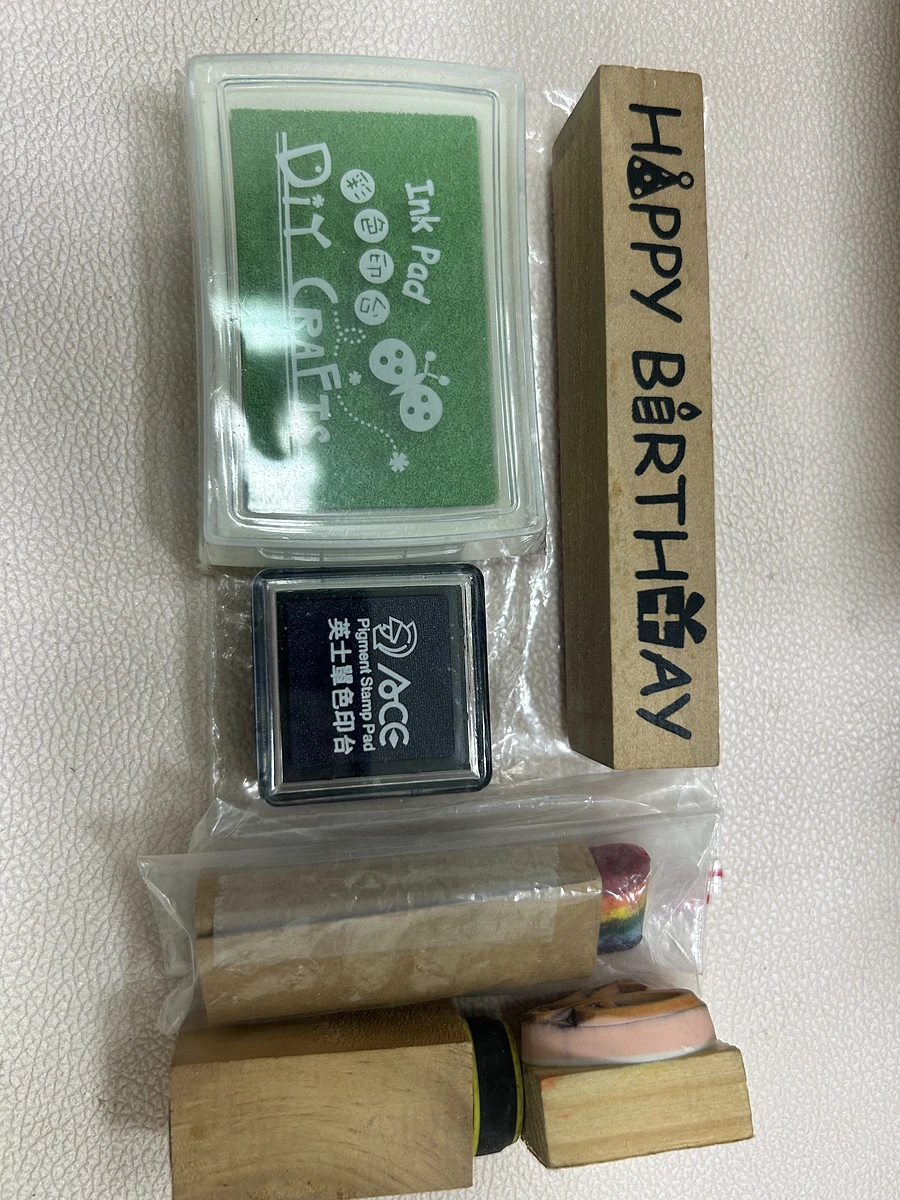 Ink Pad
彩色印台
DiY CRAFTS
HAPPY BIRTHDAY
ACE
Pigment Stamp Pad
英士單色印台